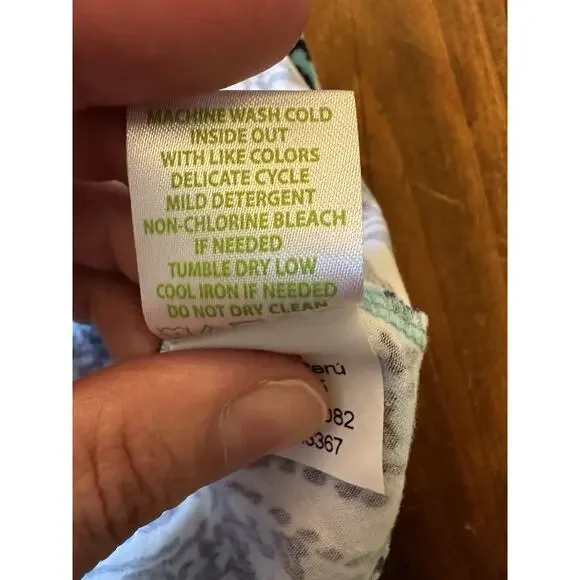 MACHINE WASH COLD
INSIDE OUT
WITH LIKE COLORS
DELICATE CYCLE
MILD DETERGENT
NON-CHLORINE BLEACH
IF NEEDED
TUMBLE DRY LOW
COOL IRON IF NEEDED
DO NOT DRY CLEAN